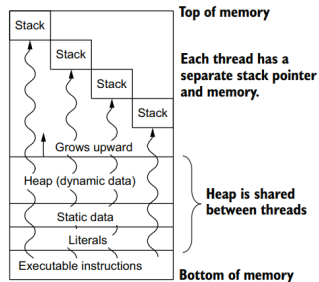 Top of memory
Stack
Stack
Stack
Stack
Each thread has a
separate stack pointer
and memory.
Grows upward
Heap (dynamic data)
Static data
Literals
Executable instructions
Heap is shared
between threads
Bottom of memory